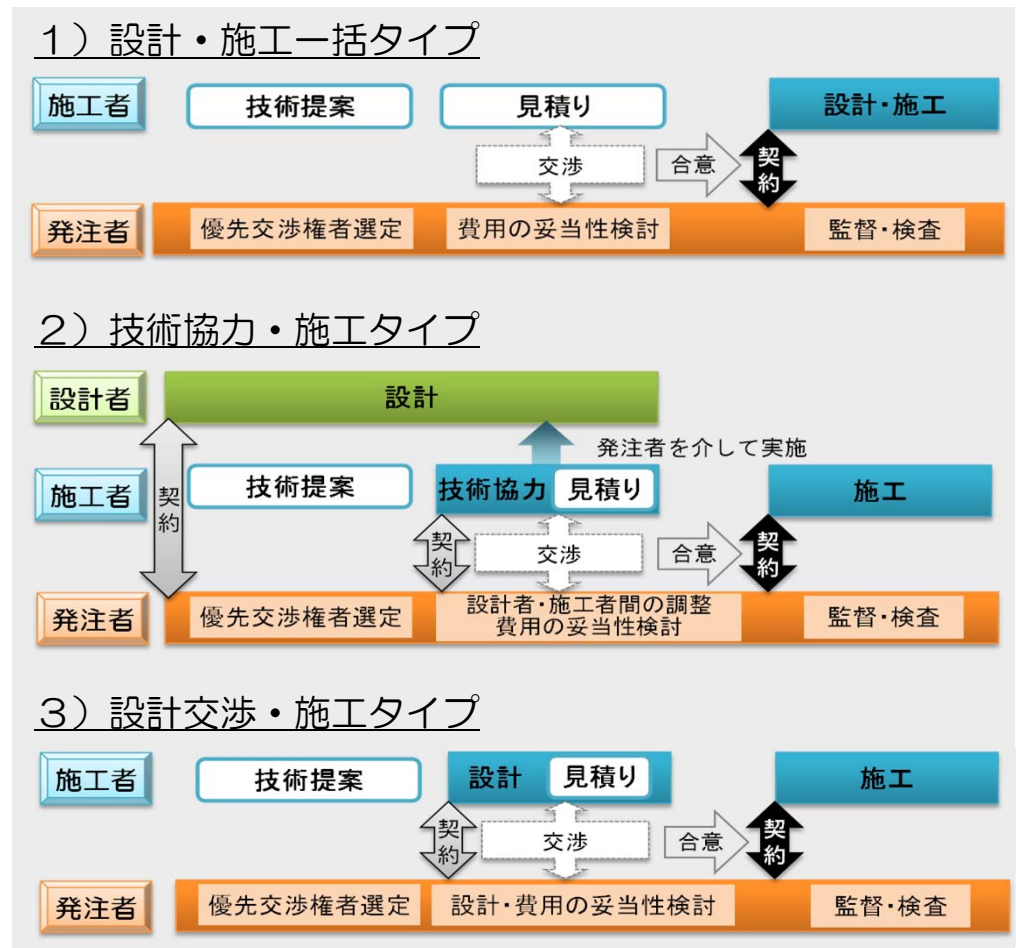 １）設計・施工一括タイプ
施工者
技術提案
見積り
設計･施工
交渉
合意
契約
発注者
優先交渉権者選定
費用の妥当性検討
監督･検査
２）技術協力・施工タイプ
設計者
設計
発注者を介して実施
施工者
契約
技術提案
技術協力
見積り
施工
契約
交渉
合意
契約
発注者
優先交渉権者選定
設計者･施工者間の調整
費用の妥当性検討
監督･検査
３）設計交渉・施工タイプ
施工者
技術提案
設計
見積り
施工
契約
交渉
合意
契約
発注者
優先交渉権者選定
設計･費用の妥当性検討
監督･検査